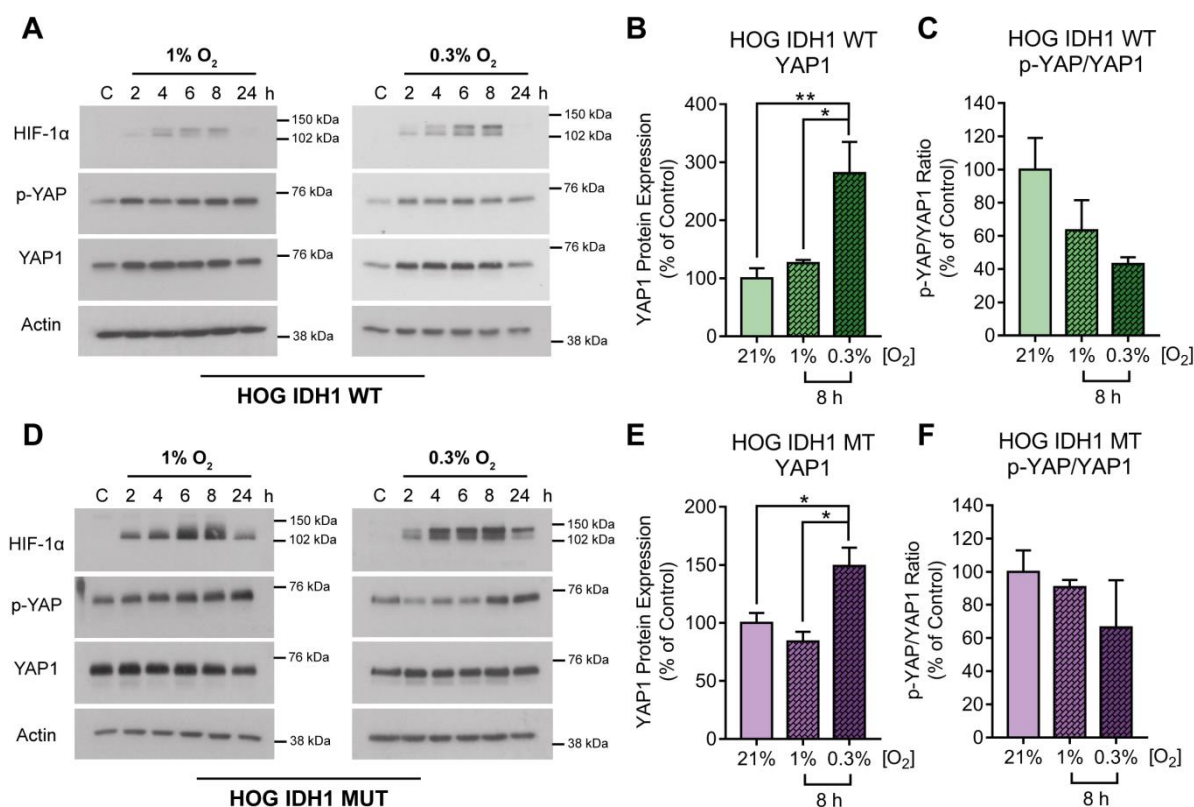 A
1% O2
0.3% O2
C 2 4 6 8 24 h
C 2 4 6 8 24 h
HIF-1α
150 kDa
102 kDa
150 kDa
102 kDa
p-YAP
76 kDa
76 kDa
YAP1
76 kDa
76 kDa
Actin
38 kDa
38 kDa
HOG IDH1 WT
B
HOG IDH1 WT
YAP1
YAP1 Protein Expression
(% of Control)
400
300
200
100
0
**
*
21% 1% 0.3% [O2]
8 h
C
HOG IDH1 WT
p-YAP/YAP1
p-YAP/YAP1 Ratio
(% of Control)
140
120
100
80
60
40
20
0
21% 1% 0.3% [O2]
8 h
D
1% O2
0.3% O2
C 2 4 6 8 24 h
C 2 4 6 8 24 h
HIF-1α
150 kDa
102 kDa
150 kDa
102 kDa
p-YAP
76 kDa
76 kDa
YAP1
76 kDa
76 kDa
Actin
38 kDa
38 kDa
HOG IDH1 MUT
E
HOG IDH1 MT
YAP1
YAP1 Protein Expression
(% of Control)
200
150
100
50
0
*
*
21% 1% 0.3% [O2]
8 h
F
HOG IDH1 MT
p-YAP/YAP1
p-YAP/YAP1 Ratio
(% of Control)
140
120
100
80
60
40
20
0
21% 1% 0.3% [O2]
8 h